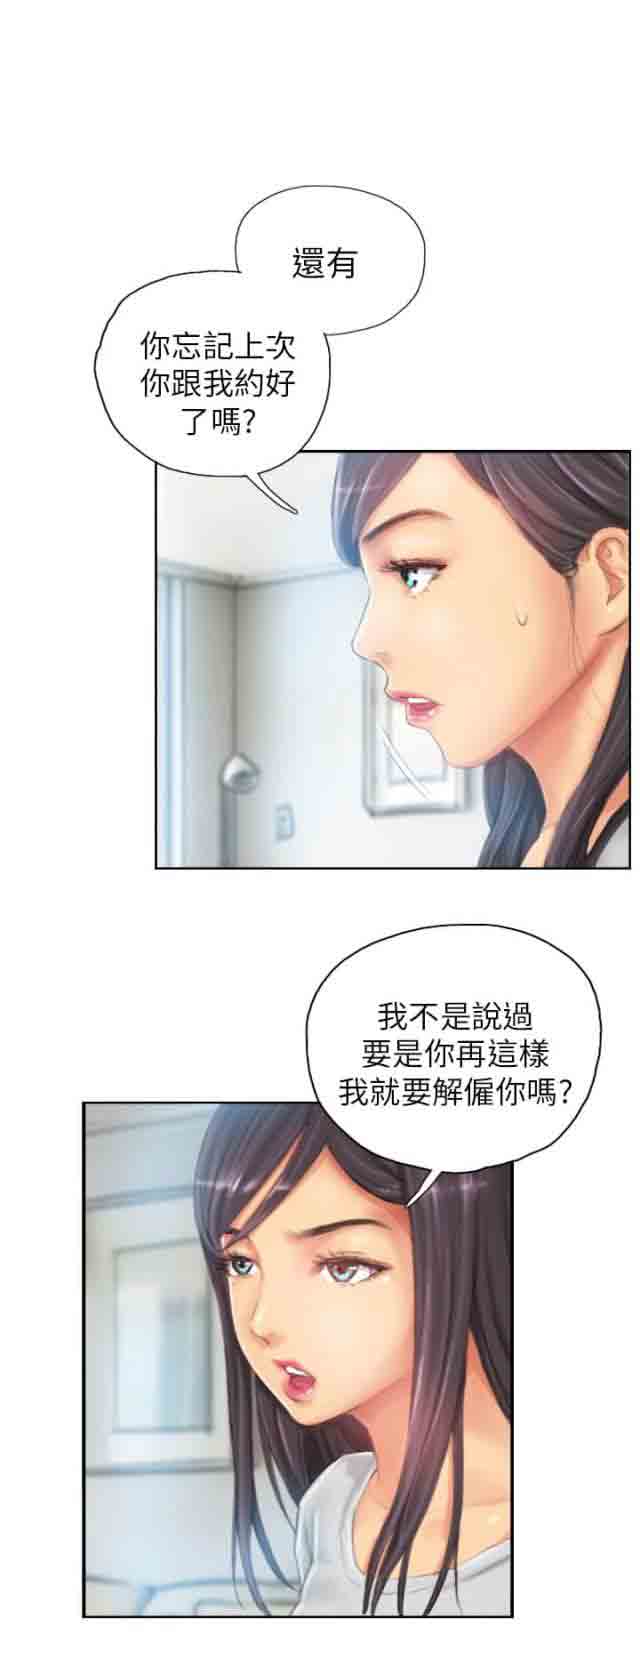 還有
你忘記上次
你跟我約好
了嗎?
我不是說過
要是你再這樣
我就要解僱你嗎?